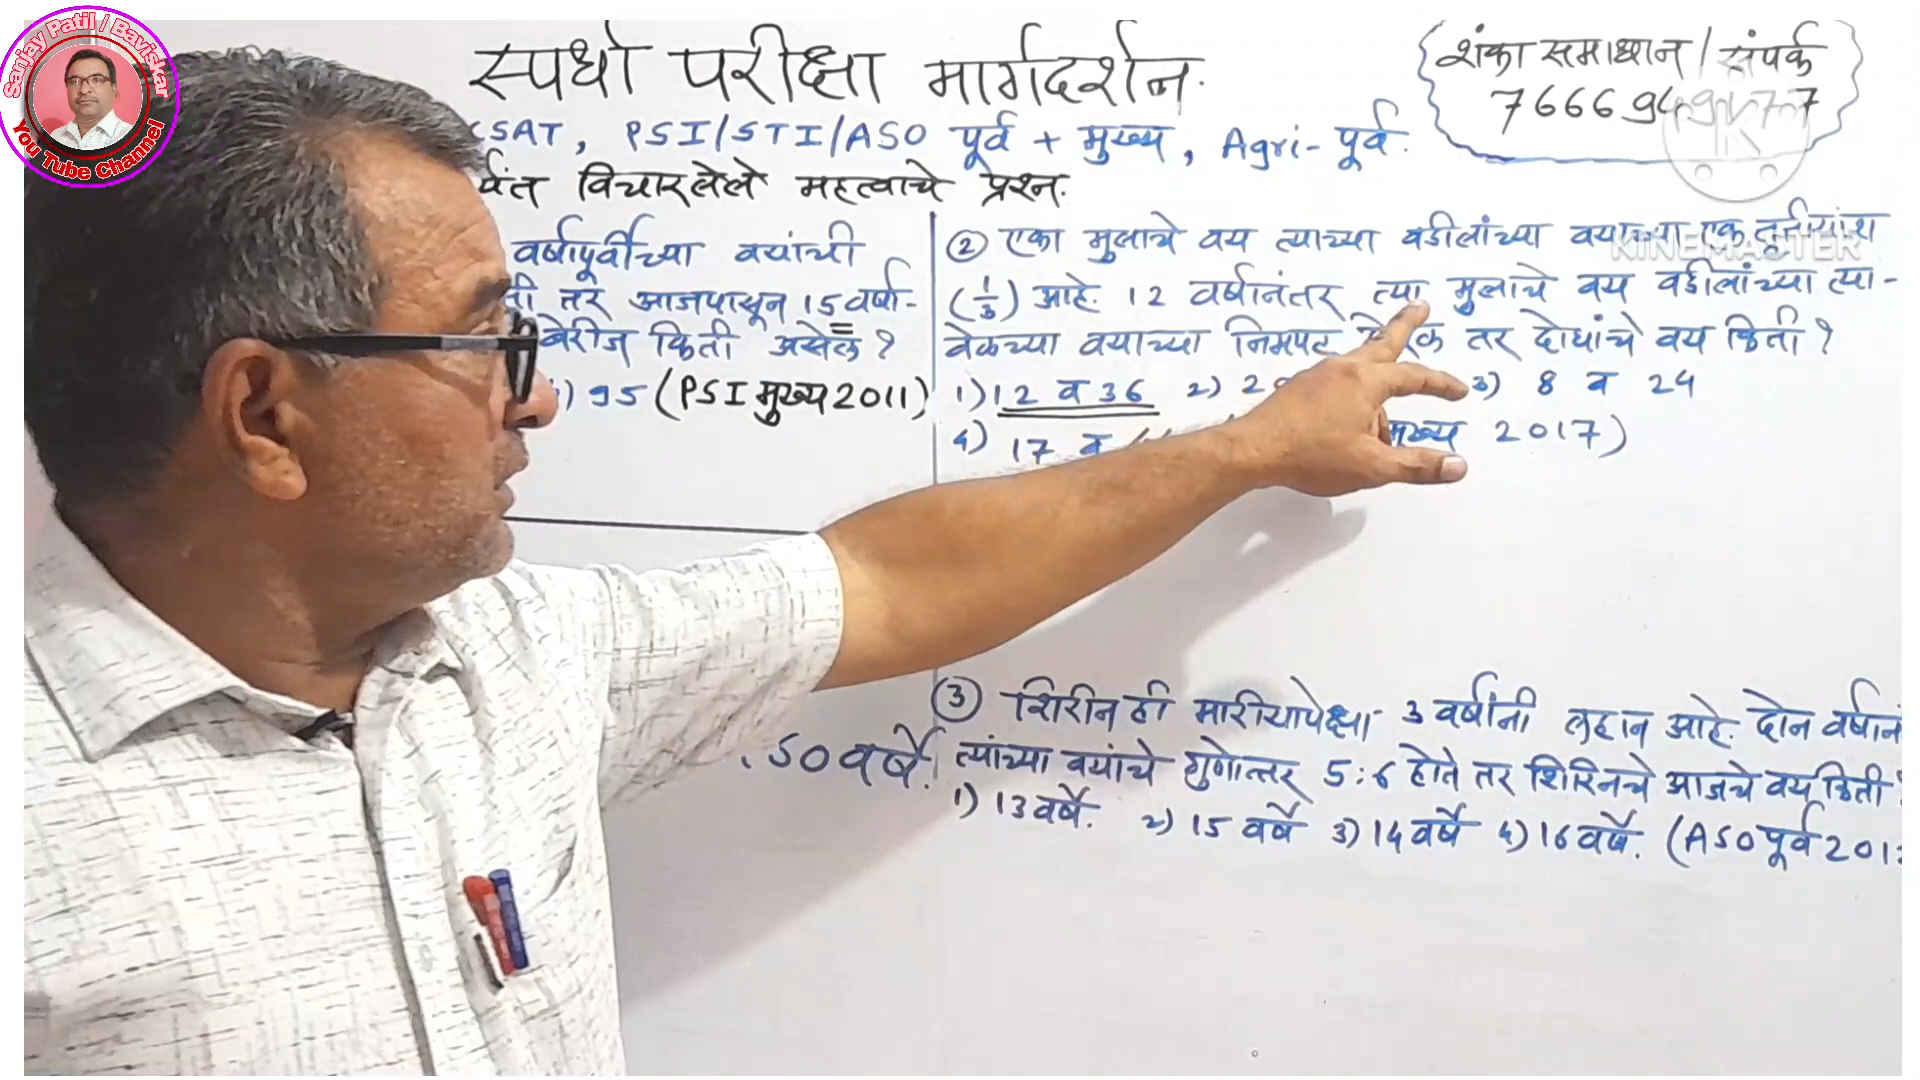 Sanjay Patil / Baviskar
You Tube Channel
स्पर्धा परीक्षा मार्गदर्शन.
शंका समाधान / संपर्क
CSAT, PSI/STI/ASO पूर्व + मुख्य, Agri- पूर्व.
विचारलेले महत्वाचे प्रश्न.
KINEMASTER
वर्षापूर्वीच्या वयांची
तर आजपासून 15 वर्षा-
बेरीज किती असेल ?
95 (PSI मुख्य 2011)
② एका मुलाचे वय त्याच्या वडीलांच्या वयाच्या एक तृतीयांश
(1/3) आहे. 12 वर्षानंतर त्या मुलाचे वय वडीलांच्या त्या-
वेळच्या वयाच्या निमपट तर दोघांचे वय किती ?
1) 12 व 36 2) 3) 8 व 24
4) 17 व मुख्य 2017)
③ शिरीन ही मारीयापेक्षा 3 वर्षांनी लहान आहे. दोन वर्षानं
50 वर्षे. त्यांच्या वयांचे गुणोत्तर 5:6 होते तर शिरिनचे आजचे वय किती ?
1) 13 वर्षे. 2) 15 वर्षे 3) 14 वर्षे 4) 16 वर्षे. (ASO पूर्व 201